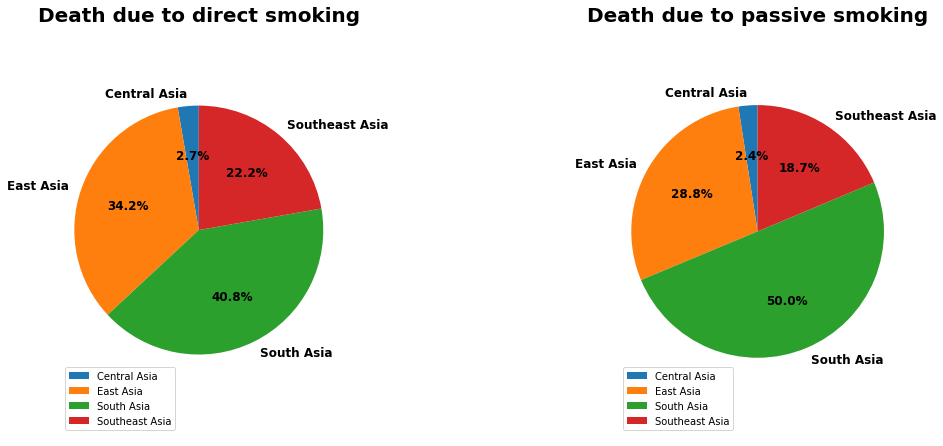 Death due to direct smoking
Central Asia
2.7%
Southeast Asia
22.2%
East Asia
34.2%
40.8%
South Asia
Central Asia
East Asia
South Asia
Southeast Asia
Death due to passive smoking
Central Asia
2.4%
Southeast Asia
18.7%
East Asia
28.8%
50.0%
South Asia
Central Asia
East Asia
South Asia
Southeast Asia